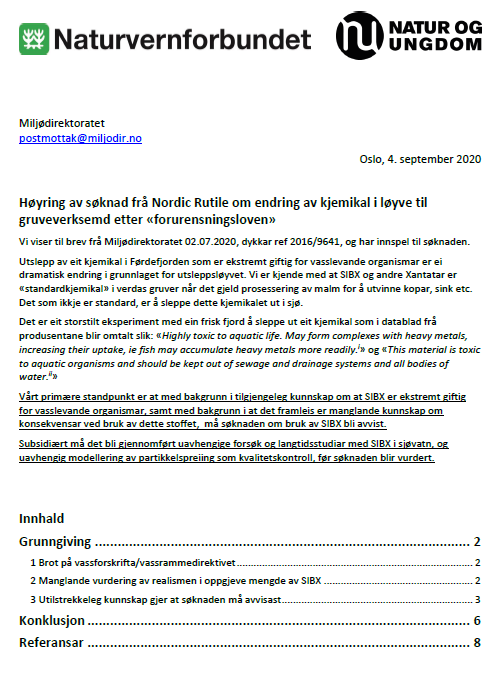 Naturvernforbundet
NATUR OG
UNGDOM
Miljødirektoratet
postmottak@miljodir.no
Oslo, 4. september 2020
Høyring av søknad frå Nordic Rutile om endring av kjemikal i løyve til
gruveverksemd etter «forurensningsloven»
Vi viser til brev frå Miljødirektoratet 02.07.2020, dykkar ref 2016/9641, og har innspel til søknaden.
Utslepp av eit kjemikal i Førdefjorden som er ekstremt giftig for vasslevande organismar er ei
dramatisk endring i grunnlaget for utsleppsløyvet. Vi er kjende med at SIBX og andre Xantatar er
«standardkjemikal» i verdas gruver når det gjeld prosessering av malm for å utvinne kopar, sink etc.
Det som ikkje er standard, er å sleppe dette kjemikalet ut i sjø.
Det er eit storstilt eksperiment med ein frisk fjord å sleppe ut eit kjemikal som i datablad frå
produsentane blir omtalt slik: «Highly toxic to aquatic life. May form complexes with heavy metals,
increasing their uptake, ie fish may accumulate heavy metals more readily.i» og «This material is toxic
to aquatic organisms and should be kept out of sewage and drainage systems and all bodies of
water.ii»
Vårt primære standpunkt er at med bakgrunn i tilgjengeleg kunnskap om at SIBX er ekstremt giftig
for vasslevande organismar, samt med bakgrunn i at det framleis er manglande kunnskap om
konsekvensar ved bruk av dette stoffet, må søknaden om bruk av SIBX bli avvist.
Subsidiært må det bli gjennomført uavhengige forsøk og langtidsstudiar med SIBX i sjøvatn, og
uavhengig modellering av partikkelspreiing som kvalitetskontroll, før søknaden blir vurdert.
Innhald
Grunngiving ........ 2
1 Brot på vassforskrifta/vassrammedirektivet ........ 2
2 Manglande vurdering av realismen i oppgjeve mengde av SIBX ........ 2
3 Utilstrekkeleg kunnskap gjer at søknaden må avvisast ........ 3
Konklusjon ........ 6
Referansar ........ 8